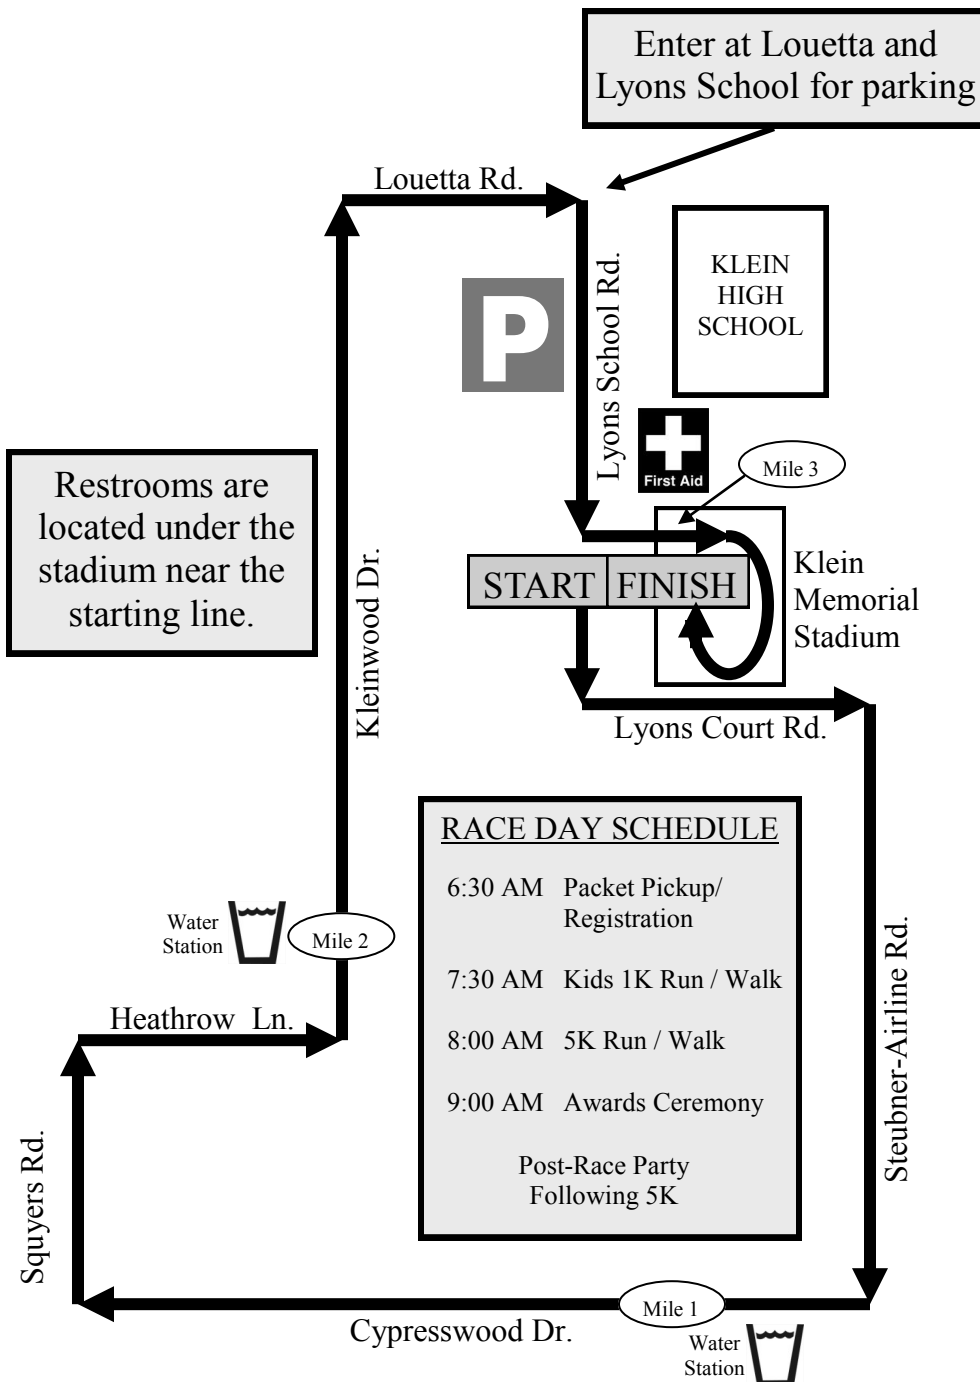 Enter at Louetta and
Lyons School for parking
Louetta Rd.
KLEIN
HIGH
SCHOOL
P
Lyons School Rd.
First Aid
Mile 3
Restrooms are
located under the
stadium near the
starting line.
Kleinwood Dr.
START
FINISH
Klein
Memorial
Stadium
Lyons Court Rd.
RACE DAY SCHEDULE
6:30 AM Packet Pickup/
Registration
7:30 AM Kids 1K Run / Walk
8:00 AM 5K Run / Walk
9:00 AM Awards Ceremony
Post-Race Party
Following 5K
Water
Station
Mile 2
Heathrow Ln.
Steubner-Airline Rd.
Squyers Rd.
Mile 1
Cypresswood Dr.
Water
Station